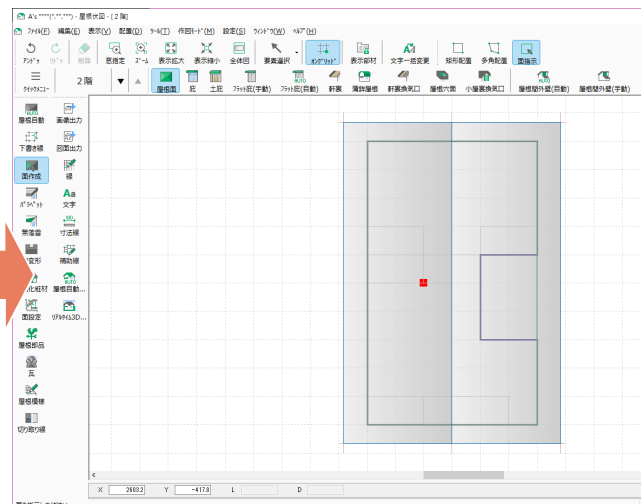 A's ****(*.**.***) - 屋根伏図 - [2 階]
ファイル(F) 編集(E) 表示(V) 配置(D) ツール(T) 作図モード(M) 設定(S) ウインドウ(W) ヘルプ(H)
アンドゥ リドゥ 削除 窓指定 ズーム 表示拡大 表示縮小 全体図 要素選択 オングリッド 表示部材 文字一括変更 矩形配置 多角配置 面指示
クイックメニュー 2 階 屋根面 庇 土庇 フラット庇(手動) フラット庇(自動) 軒裏 蒲鉾屋根 軒裏換気口 屋根穴面 小屋裏換気口 屋根間外壁(自動) 屋根間外壁(手動)
屋根自動 画像出力
下書き線 図面出力
面作成 線
パラペット 文字
無落雪 寸法線
変形 補助線
化粧材 屋根自動...
面設定 リアルタイム3D...
屋根部品
瓦
屋根模様
切り取り線
X 2603.2 Y -417.8 L D